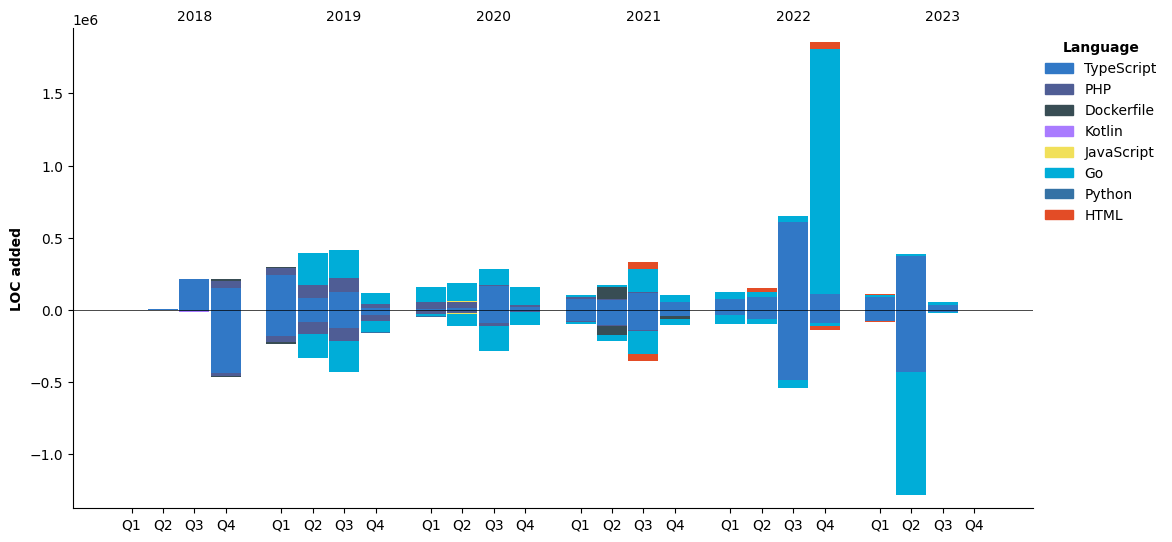 1e6
2018 2019 2020 2021 2022 2023
Language
TypeScript
PHP
Dockerfile
Kotlin
JavaScript
Go
Python
HTML
LOC added
1.5
1.0
0.5
0.0
−0.5
−1.0
Q1 Q2 Q3 Q4 Q1 Q2 Q3 Q4 Q1 Q2 Q3 Q4 Q1 Q2 Q3 Q4 Q1 Q2 Q3 Q4 Q1 Q2 Q3 Q4